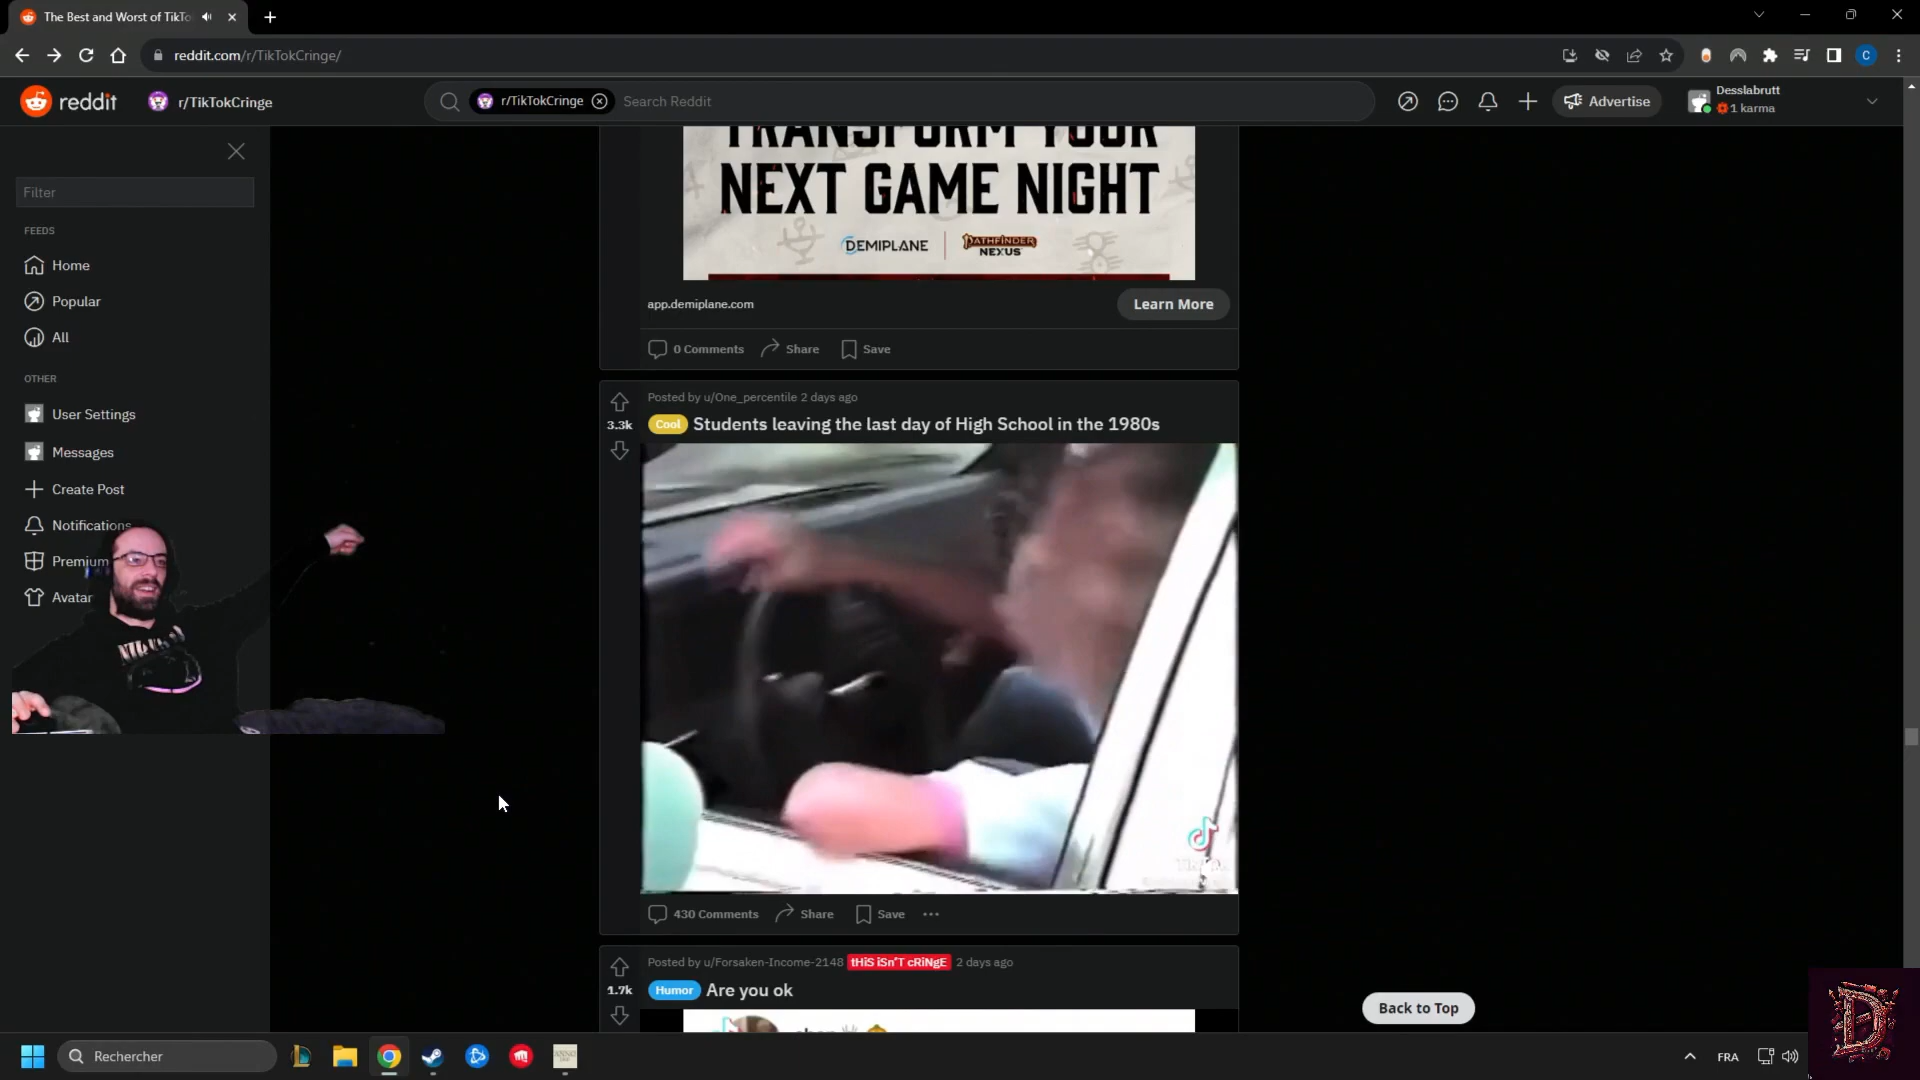 The Best and Worst of TikTo
reddit.com/r/TikTokCringe/
C
reddit
r/TikTokCringe
r/TikTokCringe
Search Reddit
Advertise
Desslabrutt
1 karma
Filter
FEEDS
Home
Popular
All
OTHER
User Settings
Messages
Create Post
Notifications
Premium
Avatar
TRANSFORM YOUR
NEXT GAME NIGHT
DEMIPLANE
PATHFINDER
NEXUS
app.demiplane.com
Learn More
0 Comments
Share
Save
Posted by u/One_percentile 2 days ago
3.3k
Cool
Students leaving the last day of High School in the 1980s
430 Comments
Share
Save
Posted by u/Forsaken-Income-2148
tHiS iSn'T cRiNgE
2 days ago
1.7k
Humor
Are you ok
Back to Top
Rechercher
FRA
D